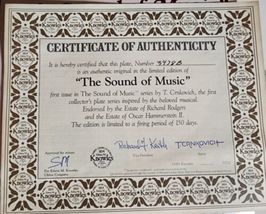 CERTIFICATE OF AUTHENTICITY
It is hereby certified that this plate, Number
is an authentic original in the limited edition of
"The Sound of Music"
first issue in The Sound of Music series by T. Crnkovich, the first
collector's plate series inspired by the beloved musical.
Endorsed by the Estate of Richard Rodgers
and the Estate of Oscar Hammerstein II.
The edition is limited to a firing period of 150 days.
Knowles
T. CRNKOVICH
Vice-President